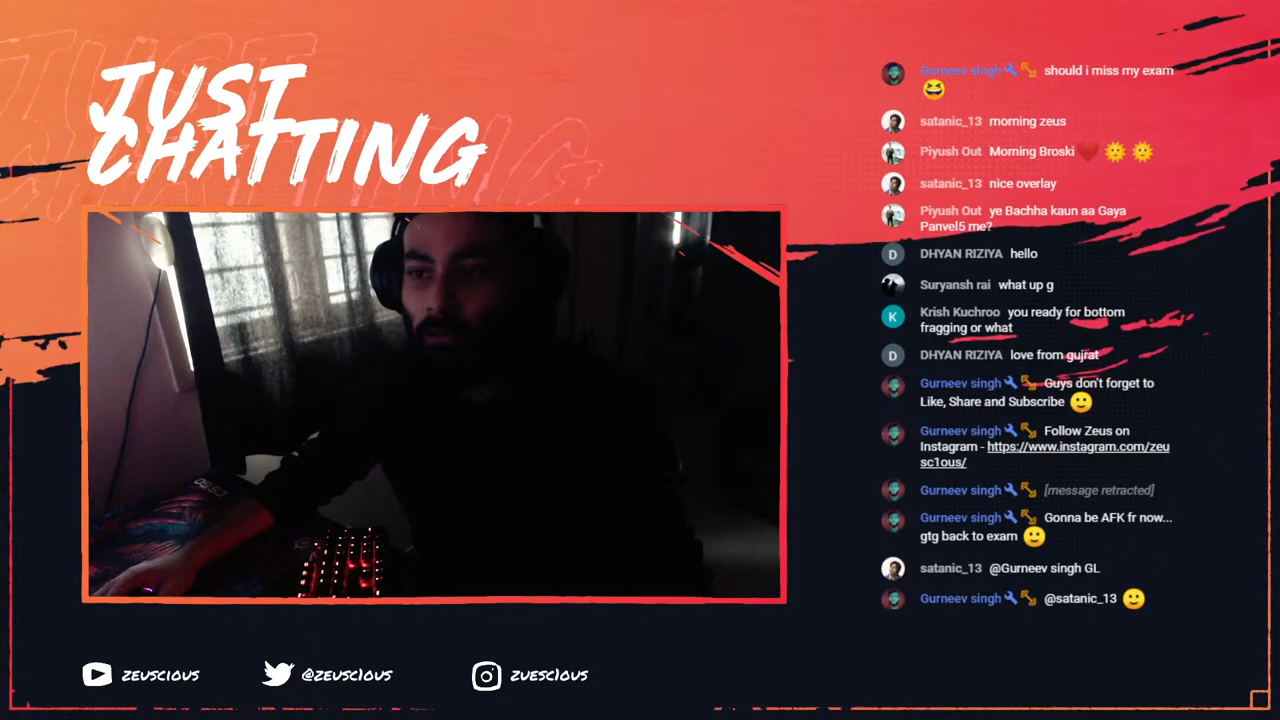 JUST
CHATTING
Gurneev singh should i miss my exam
satanic_13 morning zeus
Piyush Out Morning Broski
satanic_13 nice overlay
Piyush Out ye Bachha kaun aa Gaya
Panvel5 me?
D DHYAN RIZIYA hello
Suryansh rai what up g
K Krish Kuchroo you ready for bottom
fragging or what
D DHYAN RIZIYA love from gujrat
Gurneev singh Guys don't forget to
Like, Share and Subscribe
Gurneev singh Follow Zeus on
Instagram - https://www.instagram.com/zeu
sc1ous/
Gurneev singh [message retracted]
Gurneev singh Gonna be AFK fr now...
gtg back to exam
satanic_13 @Gurneev singh GL
Gurneev singh @satanic_13
ZEUSCIOUS
@ZEUSC1OUS
ZUESC1OUS